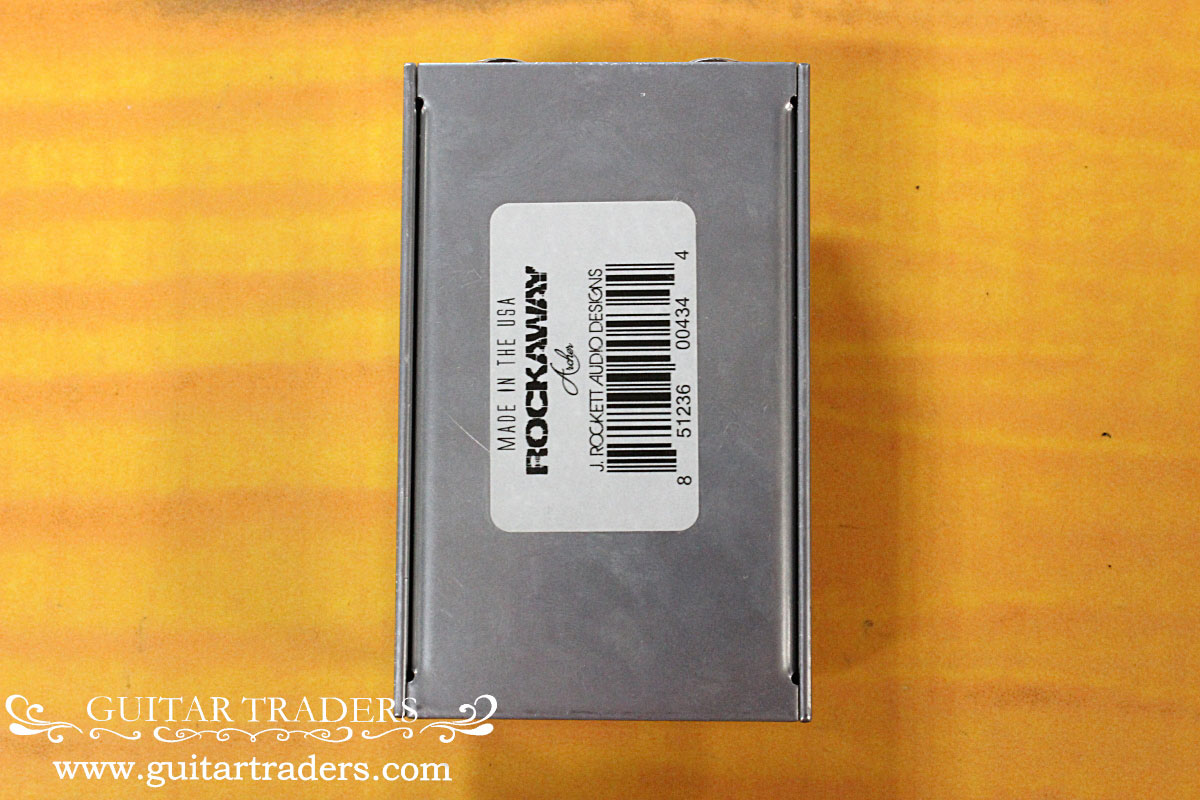 MADE IN THE USA
ROCKAWAY
Archer
J. ROCKETT AUDIO DESIGNS
8 51236 00434 4
GUITAR TRADERS
www.guitartraders.com